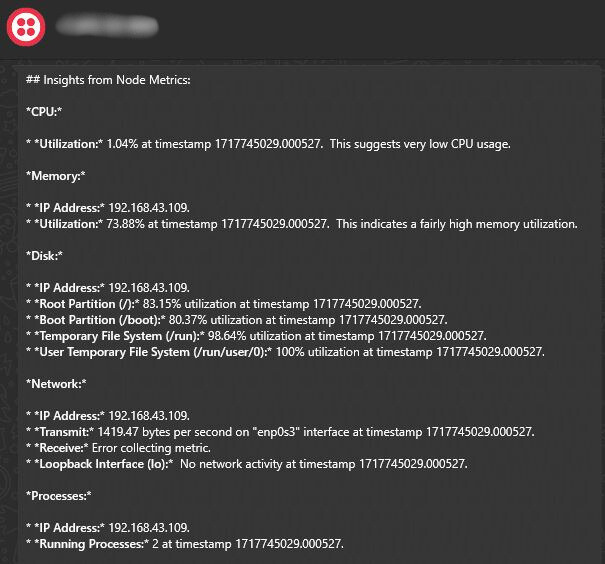 ## Insights from Node Metrics:
*CPU:*
* *Utilization:* 1.04% at timestamp 1717745029.000527.  This suggests very low CPU usage.
*Memory:*
* *IP Address:* 192.168.43.109.
* *Utilization:* 73.88% at timestamp 1717745029.000527.  This indicates a fairly high memory utilization.
*Disk:*
* *IP Address:* 192.168.43.109.
* *Root Partition (/):* 83.15% utilization at timestamp 1717745029.000527.
* *Boot Partition (/boot):* 80.37% utilization at timestamp 1717745029.000527.
* *Temporary File System (/run):* 98.64% utilization at timestamp 1717745029.000527.
* *User Temporary File System (/run/user/0):* 100% utilization at timestamp 1717745029.000527.
*Network:*
* *IP Address:* 192.168.43.109.
* *Transmit:* 1419.47 bytes per second on "enp0s3" interface at timestamp 1717745029.000527.
* *Receive:* Error collecting metric.
* *Loopback Interface (lo):*  No network activity at timestamp 1717745029.000527.
*Processes:*
* *IP Address:* 192.168.43.109.
* *Running Processes:* 2 at timestamp 1717745029.000527.